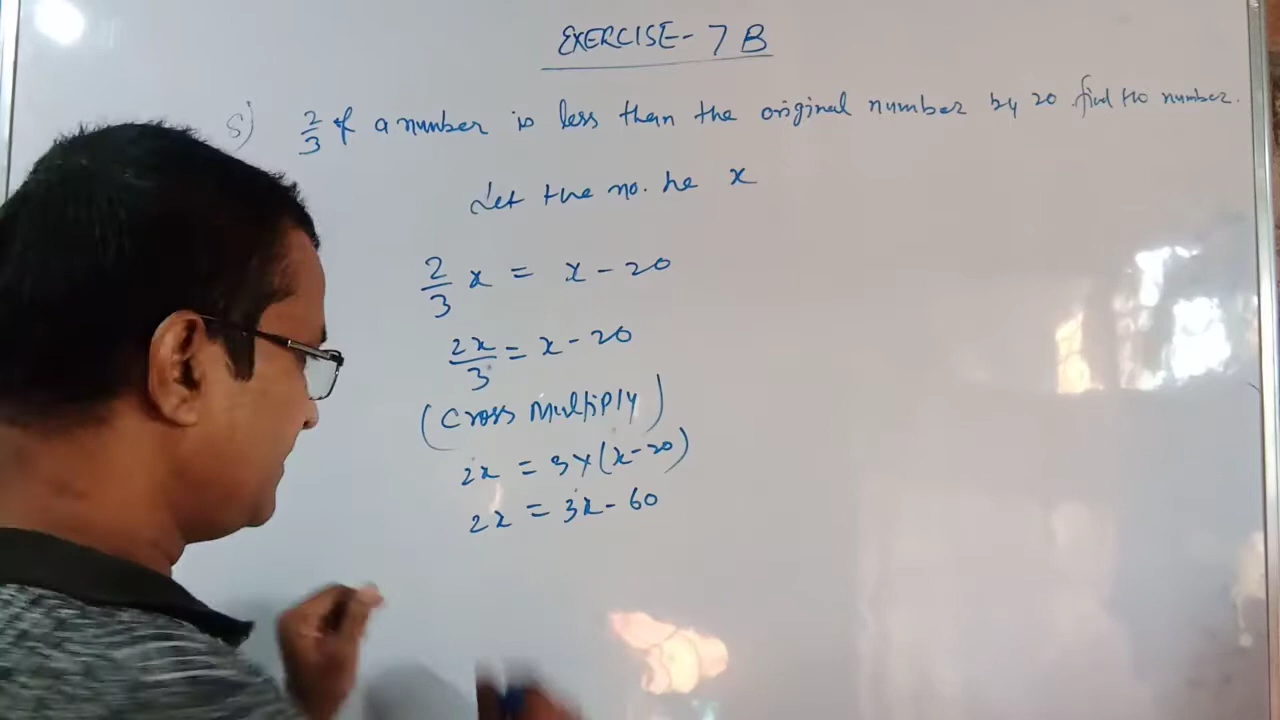 EXERCISE - 7B
5) 2/3 of a number is less than the original number by 20 find the number.
Let the no. be x
2/3 x = x - 20
2x/3 = x - 20
(Cross Multiply)
2x = 3×(x-20)
2x = 3x - 60